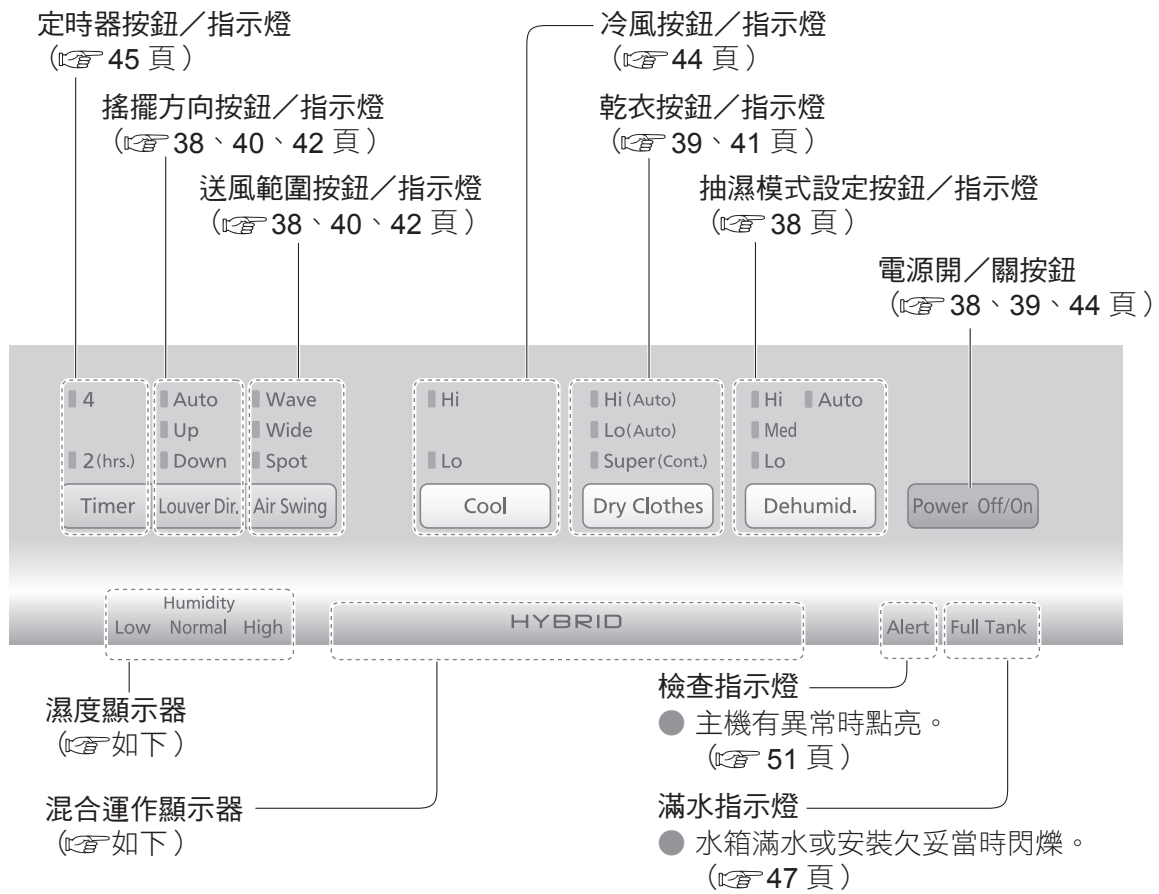 定時器按鈕／指示燈
（☞ 45 頁）
冷風按鈕／指示燈
（☞ 44 頁）
搖擺方向按鈕／指示燈
（☞ 38、40、42 頁）
乾衣按鈕／指示燈
（☞ 39、41 頁）
送風範圍按鈕／指示燈
（☞ 38、40、42 頁）
抽濕模式設定按鈕／指示燈
（☞ 38 頁）
電源開／關按鈕
（☞ 38、39、44 頁）
4
2(hrs.)
Timer
Auto
Up
Down
Louver Dir.
Wave
Wide
Spot
Air Swing
Hi
Lo
Cool
Hi (Auto)
Lo(Auto)
Super(Cont.)
Dry Clothes
Hi Auto
Med
Lo
Dehumid.
Power Off/On
Humidity
Low Normal High
HYBRID
Alert
Full Tank
濕度顯示器
（☞如下）
混合運作顯示器
（☞如下）
檢查指示燈
● 主機有異常時點亮。
（☞ 51 頁）
滿水指示燈
● 水箱滿水或安裝欠妥當時閃爍。
（☞ 47 頁）